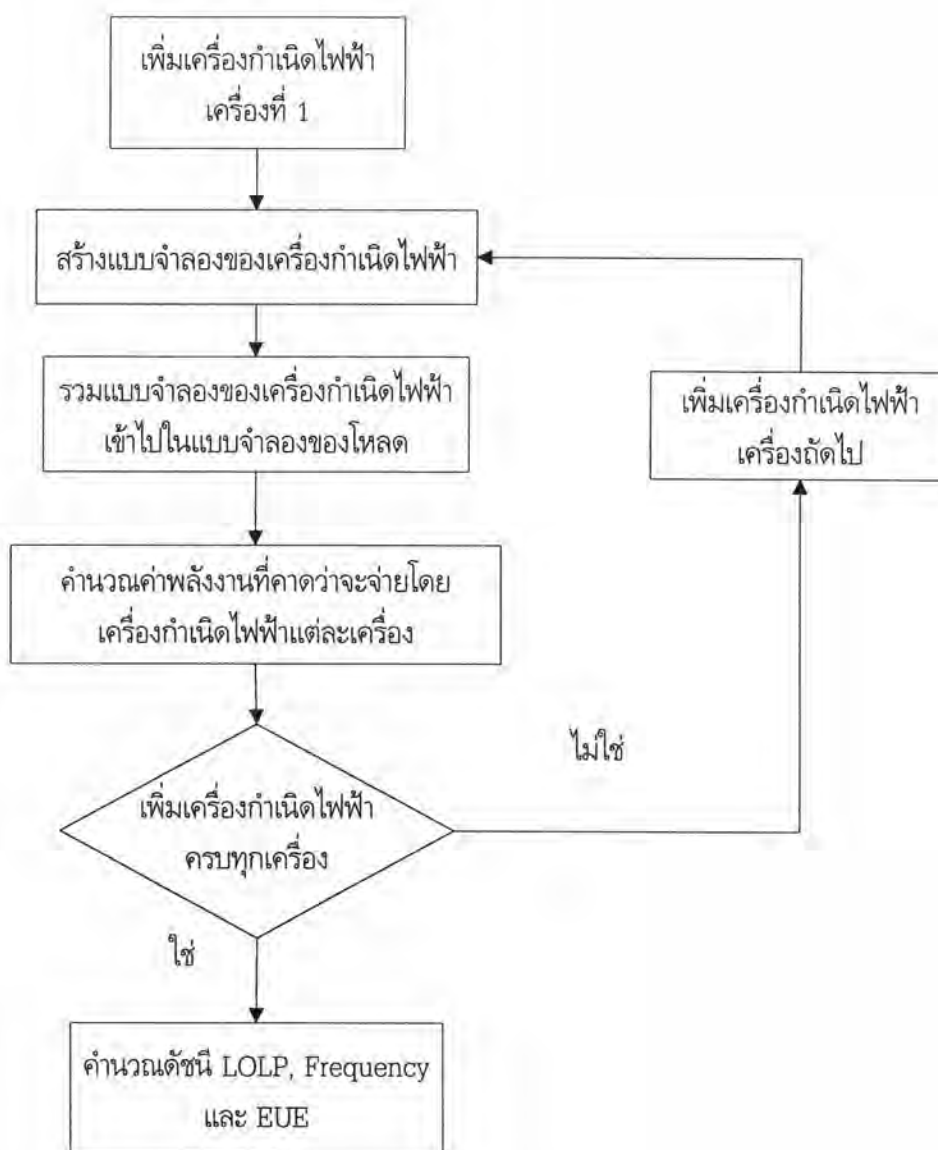 เพิ่มเครื่องกำเนิดไฟฟ้า
เครื่องที่ 1
สร้างแบบจำลองของเครื่องกำเนิดไฟฟ้า
รวมแบบจำลองของเครื่องกำเนิดไฟฟ้า
เข้าไปในแบบจำลองของโหลด
เพิ่มเครื่องกำเนิดไฟฟ้า
เครื่องถัดไป
คำนวณค่าพลังงานที่คาดว่าจะจ่ายโดย
เครื่องกำเนิดไฟฟ้าแต่ละเครื่อง
ไม่ใช่
เพิ่มเครื่องกำเนิดไฟฟ้า
ครบทุกเครื่อง
ใช่
คำนวณดัชนี LOLP, Frequency
และ EUE